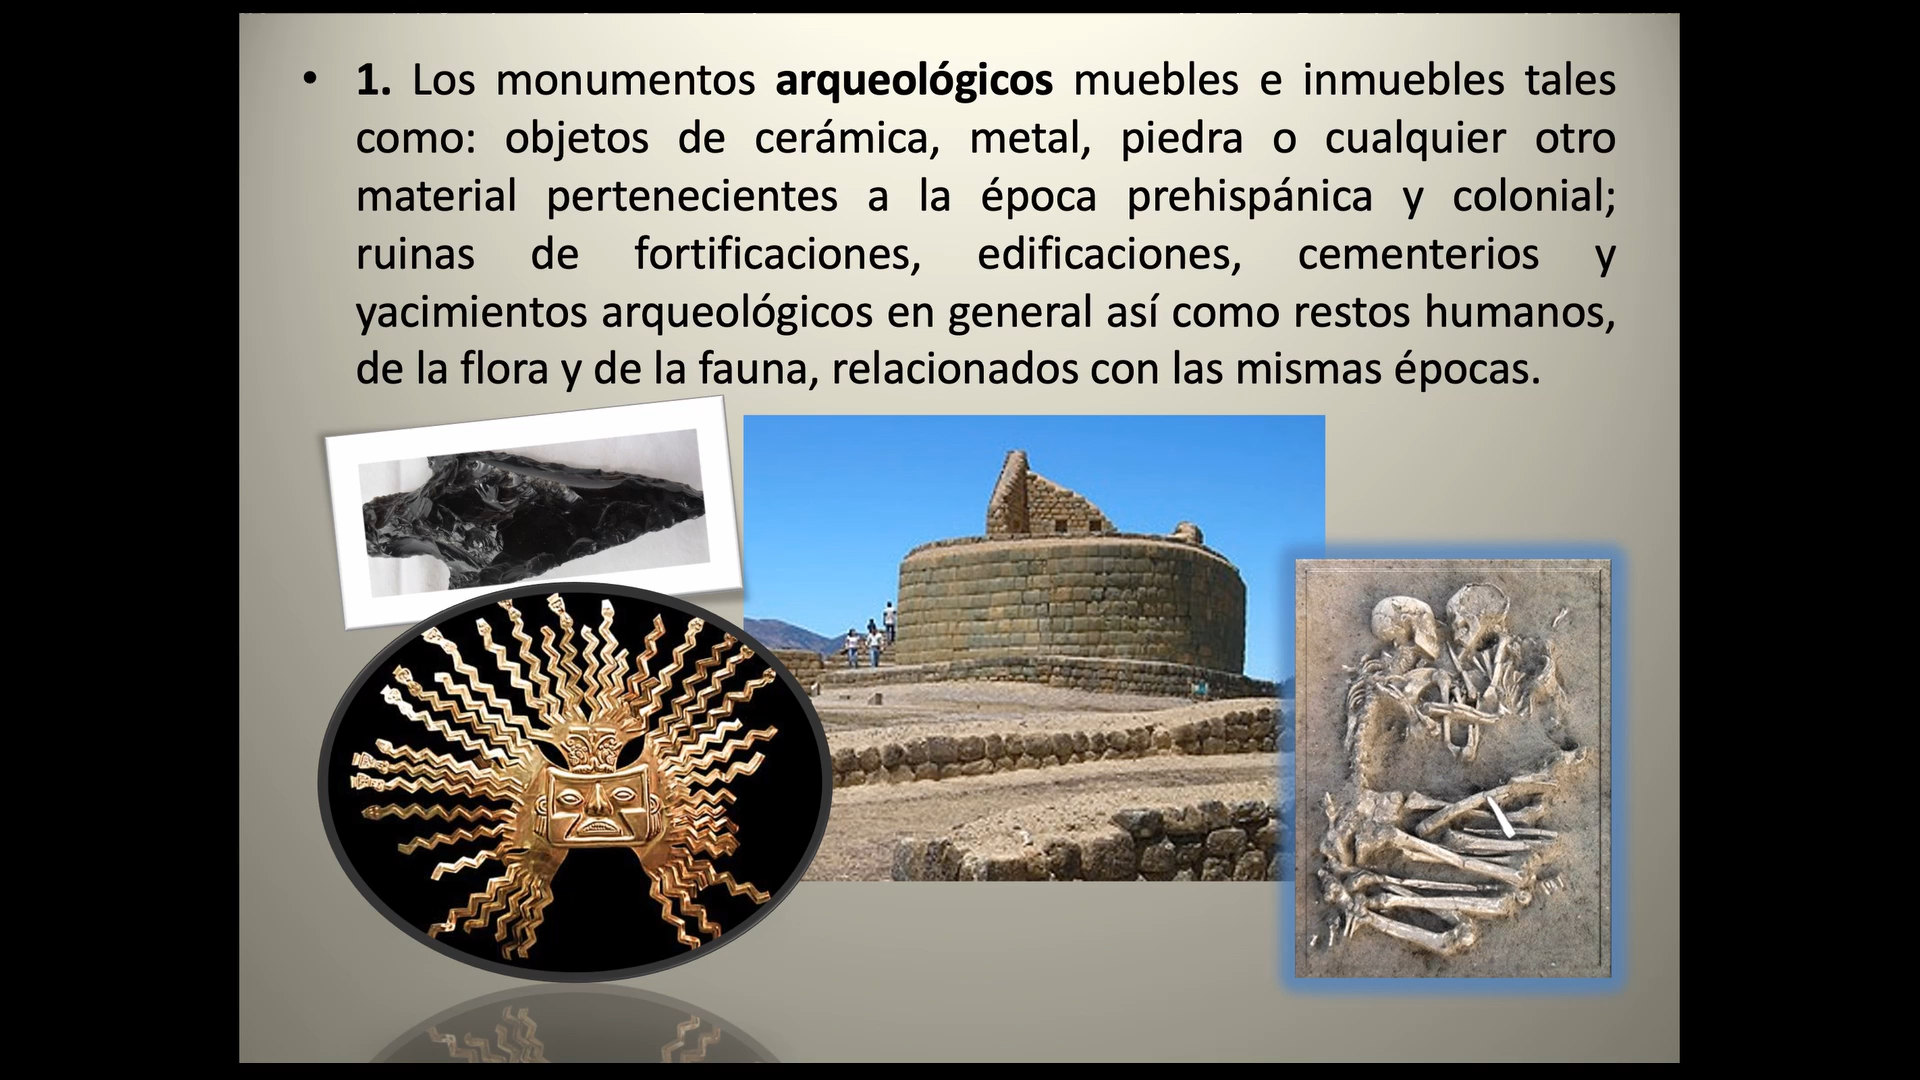 • 1. Los monumentos arqueológicos muebles e inmuebles tales
como: objetos de cerámica, metal, piedra o cualquier otro
material pertenecientes a la época prehispánica y colonial;
ruinas de fortificaciones, edificaciones, cementerios y
yacimientos arqueológicos en general así como restos humanos,
de la flora y de la fauna, relacionados con las mismas épocas.